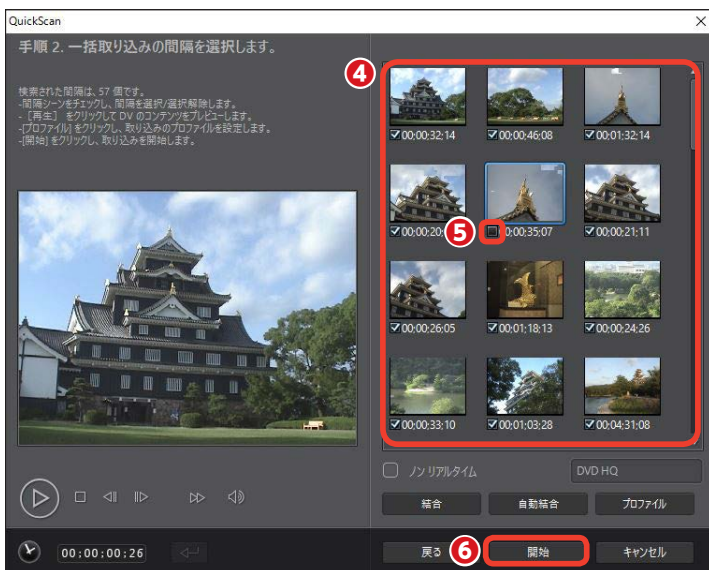 QuickScan
手順 2. 一括取り込みの間隔を選択します。
検索された間隔は、57 個です。
-間隔シーンをチェックし、間隔を選択/選択解除します。
- ［再生］ をクリックして DV のコンテンツをプレビューします。
-[プロファイル] をクリックし、取り込みのプロファイルを設定します。
-[開始] をクリックし、取り込みを開始します。
④
00:00:32;14 00:00:46;08 00:01:32;14
⑤
00:00:20 00:00:35;07 00:00:21;11
00:00:26;05 00:01:18;13 00:00:24;26
00:00:33;10 00:01:03;28 00:04:31;08
ノン リアルタイム DVD HQ
結合 自動結合 プロファイル
00;00;00;26
戻る ⑥ 開始 キャンセル